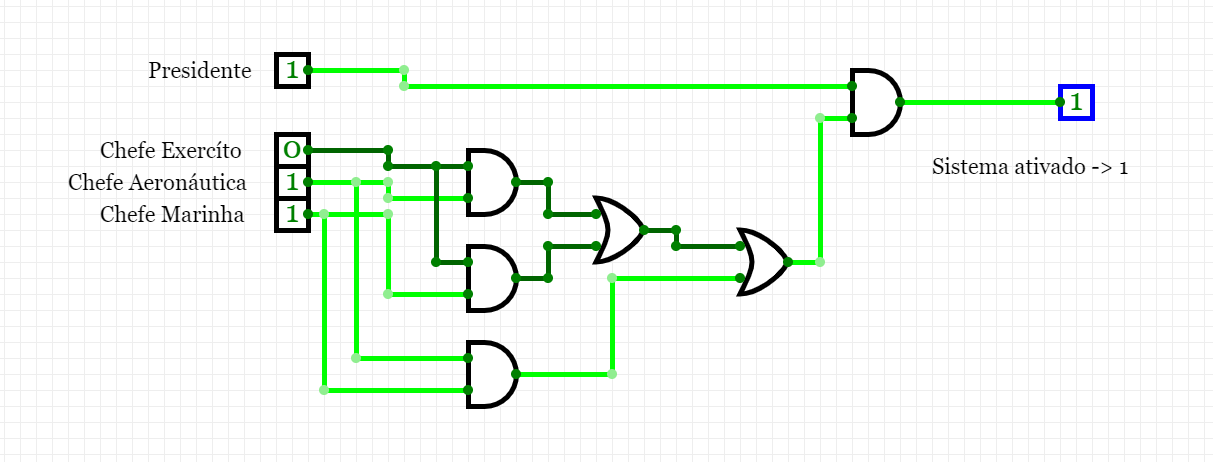 Presidente 1
1
Chefe Exercíto 0
Chefe Aeronáutica 1
Sistema ativado -> 1
Chefe Marinha 1